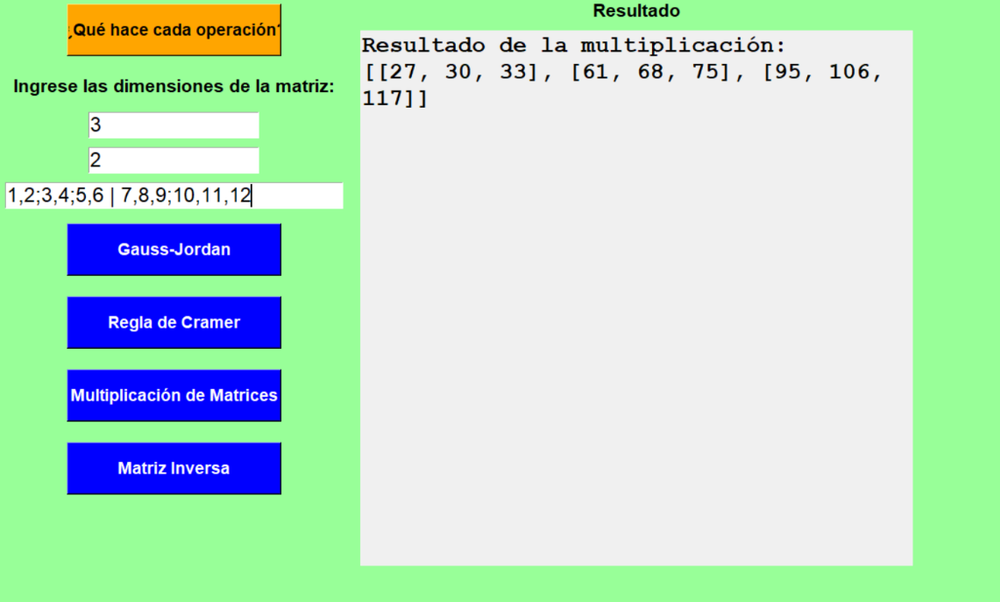 ¿Qué hace cada operación?
Ingrese las dimensiones de la matriz:
3
2
1,2;3,4;5,6 | 7,8,9;10,11,12
Gauss-Jordan
Regla de Cramer
Multiplicación de Matrices
Matriz Inversa
Resultado
Resultado de la multiplicación:
[[27, 30, 33], [61, 68, 75], [95, 106,
117]]